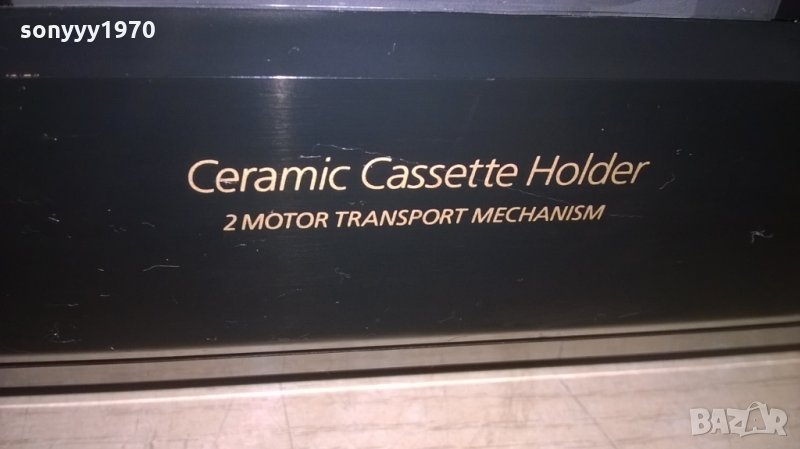 sonyyy1970
Ceramic Cassette Holder
2 MOTOR TRANSPORT MECHANISM
BAZAR